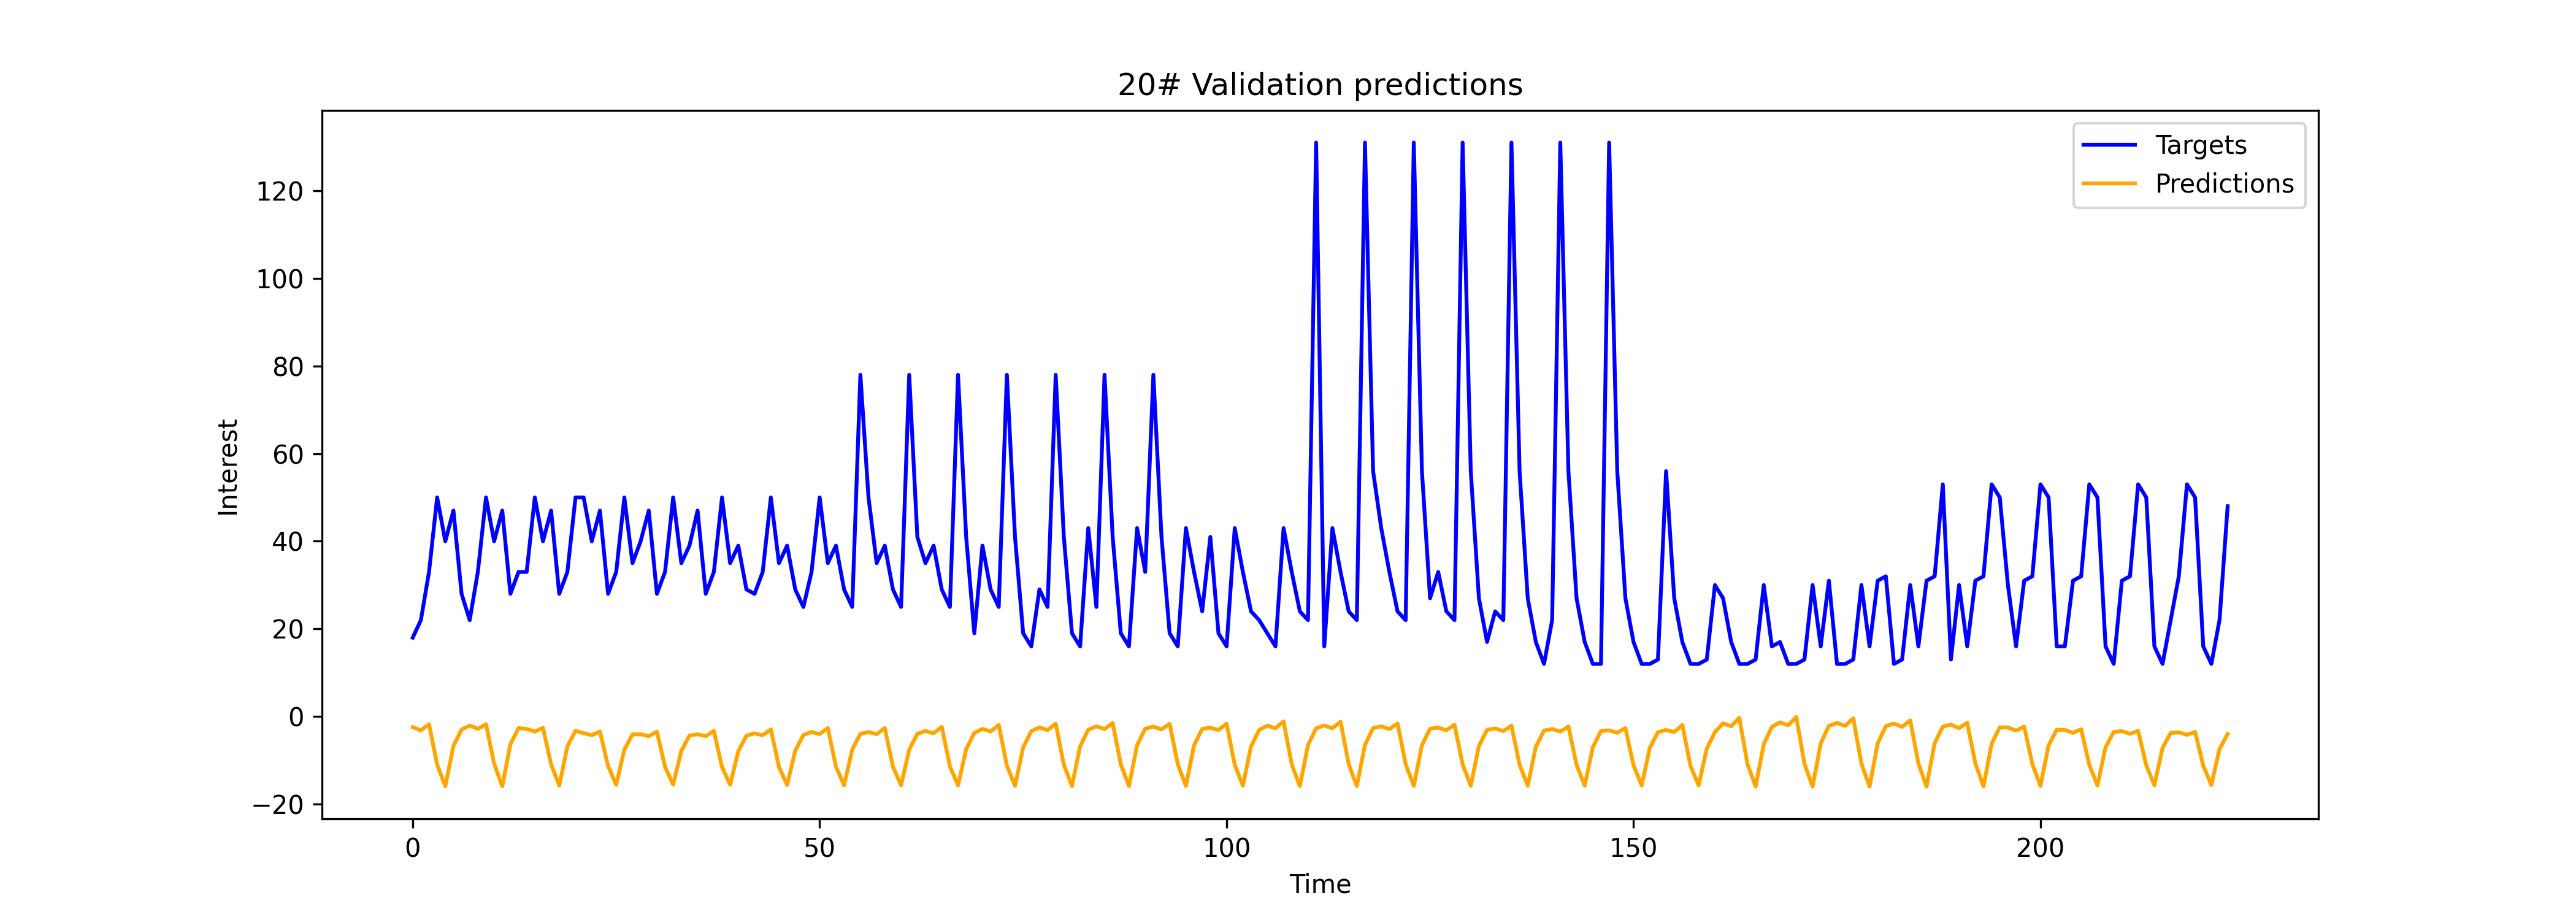 20# Validation predictions
Targets
Predictions
Interest
120
100
80
60
40
20
0
−20
0 50 100 150 200
Time